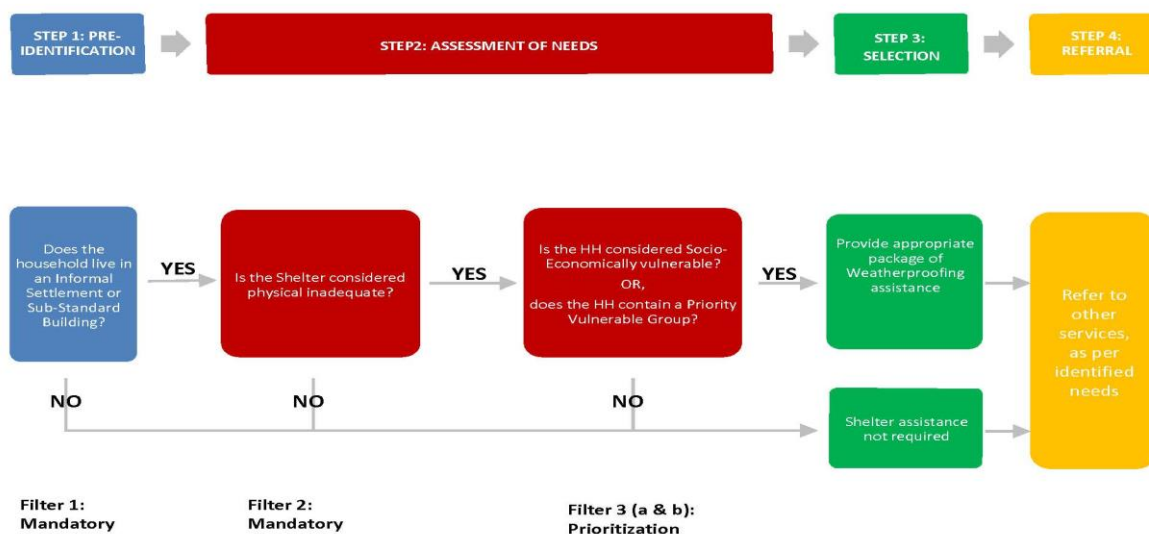 STEP 1: PRE-
IDENTIFICATION
STEP2: ASSESSMENT OF NEEDS
STEP 3:
SELECTION
STEP 4:
REFERRAL
Does the
household live in
an Informal
Settlement or
Sub-Standard
Building?
YES
Is the Shelter considered
physical inadequate?
YES
Is the HH considered Socio-
Economically vulnerable?
OR,
does the HH contain a Priority
Vulnerable Group?
YES
Provide appropriate
package of
Weatherproofing
assistance
Refer to
other
services,
as per
identified
needs
NO
NO
NO
Shelter assistance
not required
Filter 1:
Mandatory
Filter 2:
Mandatory
Filter 3 (a & b):
Prioritization